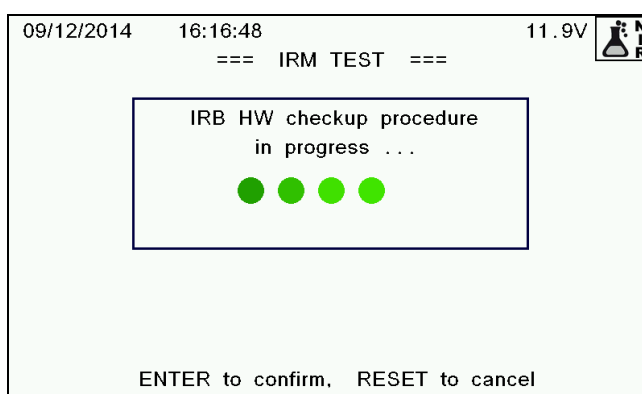 09/12/2014 16:16:48 11.9V
=== IRM TEST ===
IRB HW checkup procedure
in progress ...
ENTER to confirm, RESET to cancel